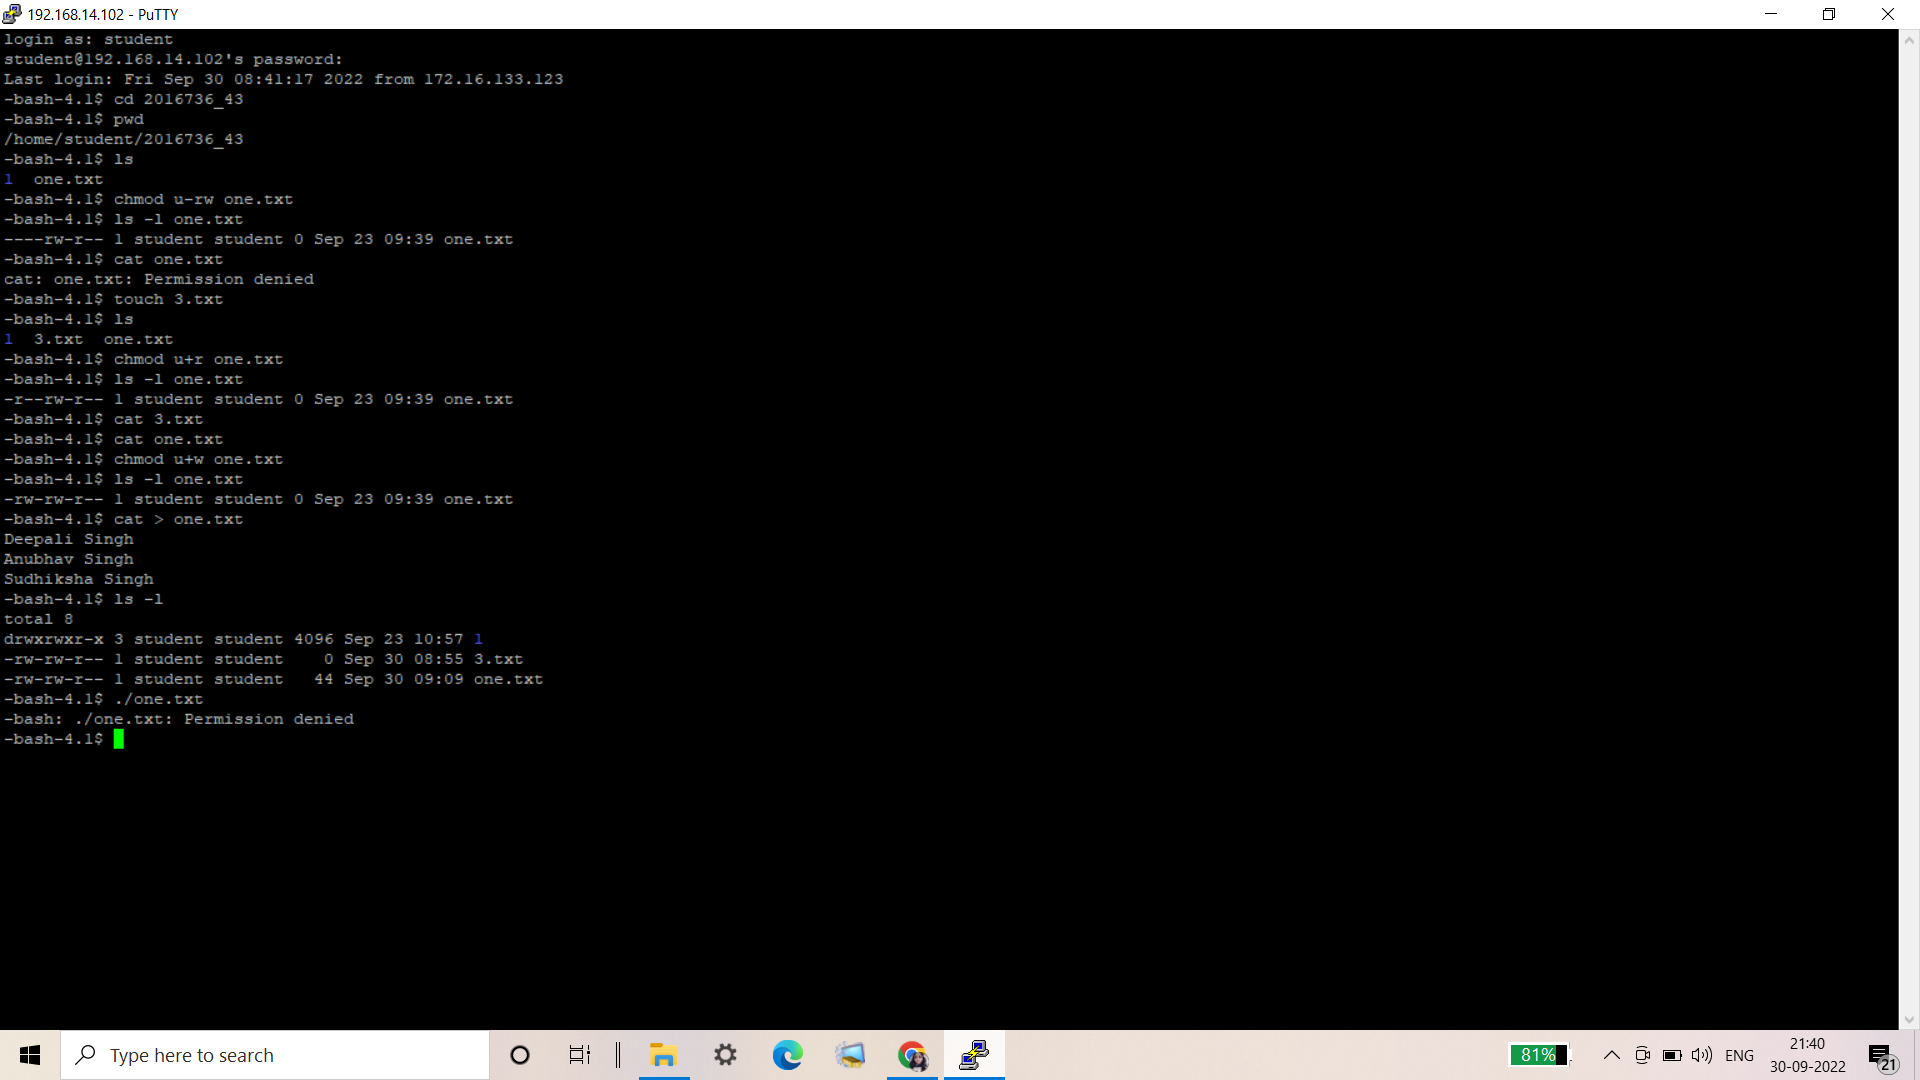 192.168.14.102 - PuTTY
login as: student
student@192.168.14.102's password:
Last login: Fri Sep 30 08:41:17 2022 from 172.16.133.123
-bash-4.1$ cd 2016736_43
-bash-4.1$ pwd
/home/student/2016736_43
-bash-4.1$ ls
1  one.txt
-bash-4.1$ chmod u-rw one.txt
-bash-4.1$ ls -l one.txt
----rw-r-- 1 student student 0 Sep 23 09:39 one.txt
-bash-4.1$ cat one.txt
cat: one.txt: Permission denied
-bash-4.1$ touch 3.txt
-bash-4.1$ ls
1  3.txt  one.txt
-bash-4.1$ chmod u+r one.txt
-bash-4.1$ ls -l one.txt
-r--rw-r-- 1 student student 0 Sep 23 09:39 one.txt
-bash-4.1$ cat 3.txt
-bash-4.1$ cat one.txt
-bash-4.1$ chmod u+w one.txt
-bash-4.1$ ls -l one.txt
-rw-rw-r-- 1 student student 0 Sep 23 09:39 one.txt
-bash-4.1$ cat > one.txt
Deepali Singh
Anubhav Singh
Sudhiksha Singh
-bash-4.1$ ls -l
total 8
drwxrwxr-x 3 student student 4096 Sep 23 10:57 1
-rw-rw-r-- 1 student student    0 Sep 30 08:55 3.txt
-rw-rw-r-- 1 student student   44 Sep 30 09:09 one.txt
-bash-4.1$ ./one.txt
-bash: ./one.txt: Permission denied
-bash-4.1$
Type here to search
81%
ENG
21:40
30-09-2022
21